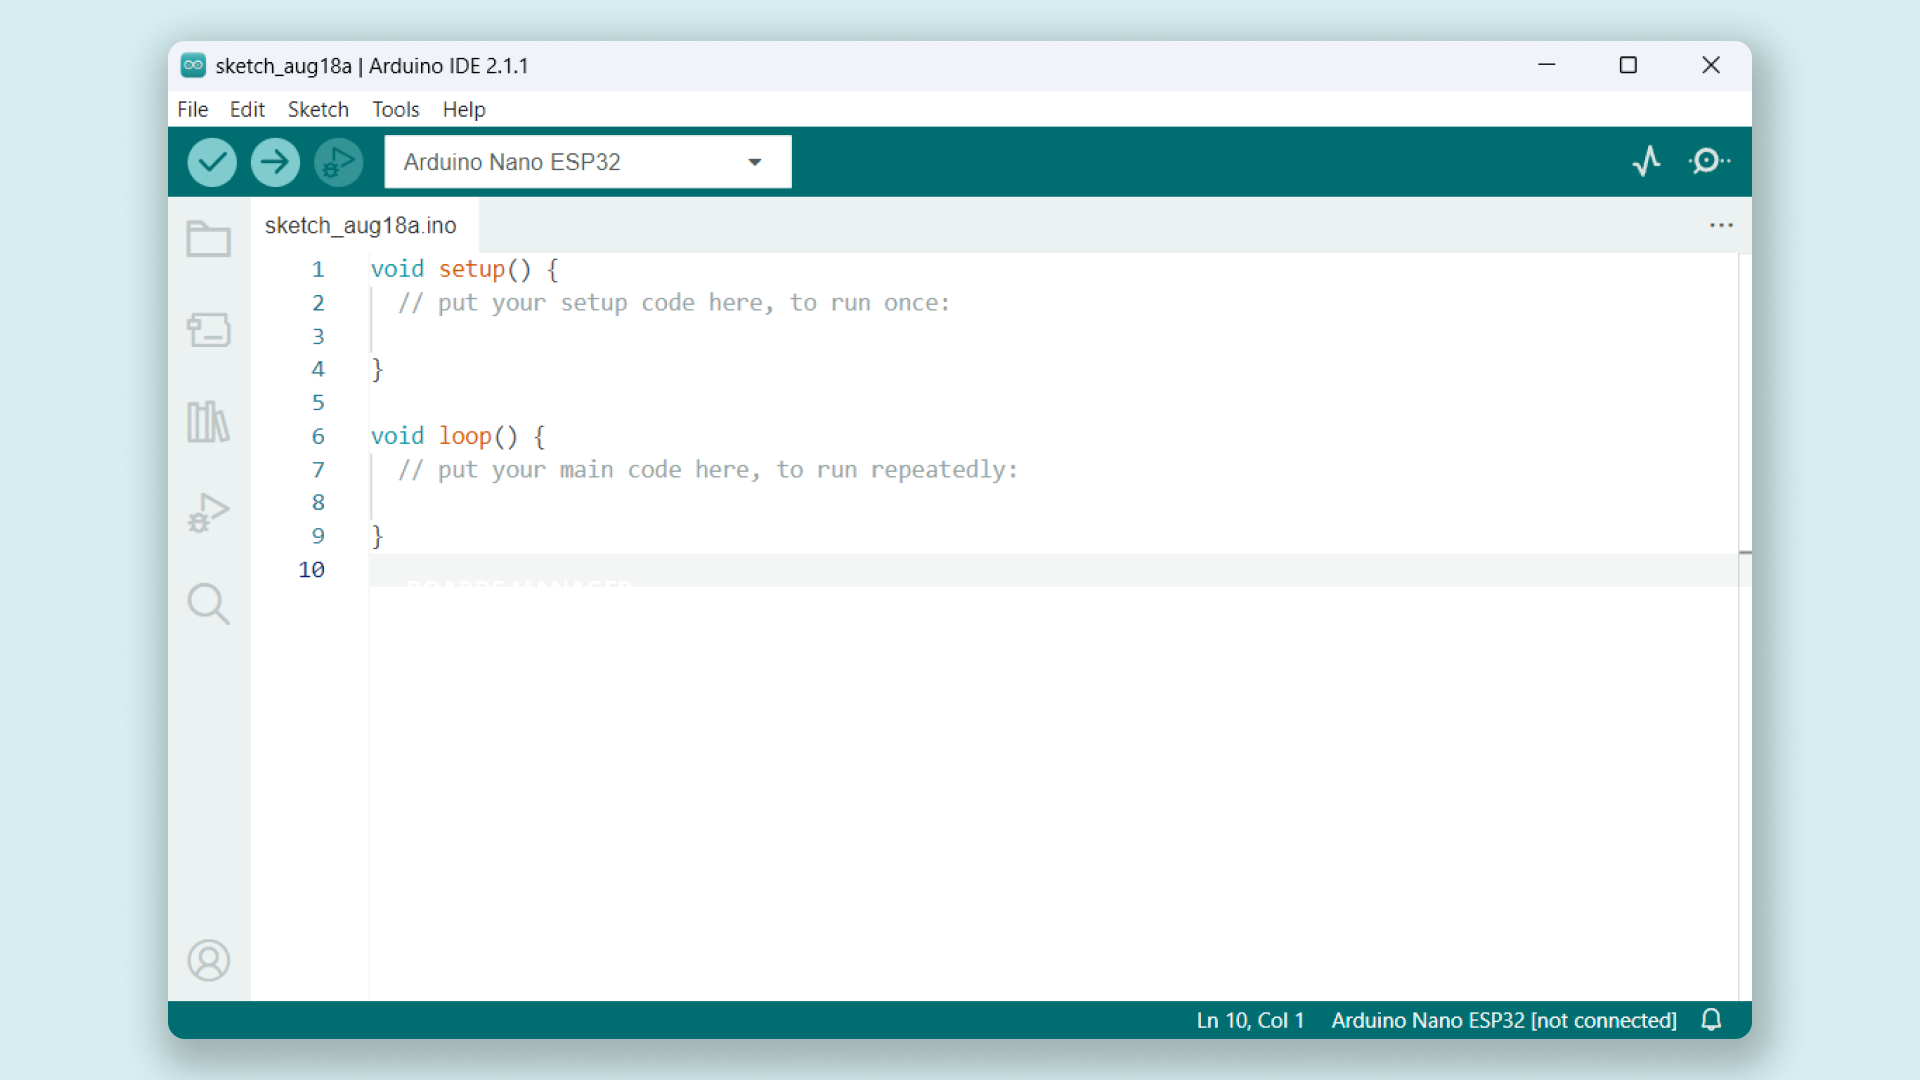 sketch_aug18a | Arduino IDE 2.1.1
File Edit Sketch Tools Help
Arduino Nano ESP32
sketch_aug18a.ino
1 void setup() {
2 // put your setup code here, to run once:
3
4 }
5
6 void loop() {
7 // put your main code here, to run repeatedly:
8
9 }
10
BOARDS MANAGER
Ln 10, Col 1 Arduino Nano ESP32 [not connected]